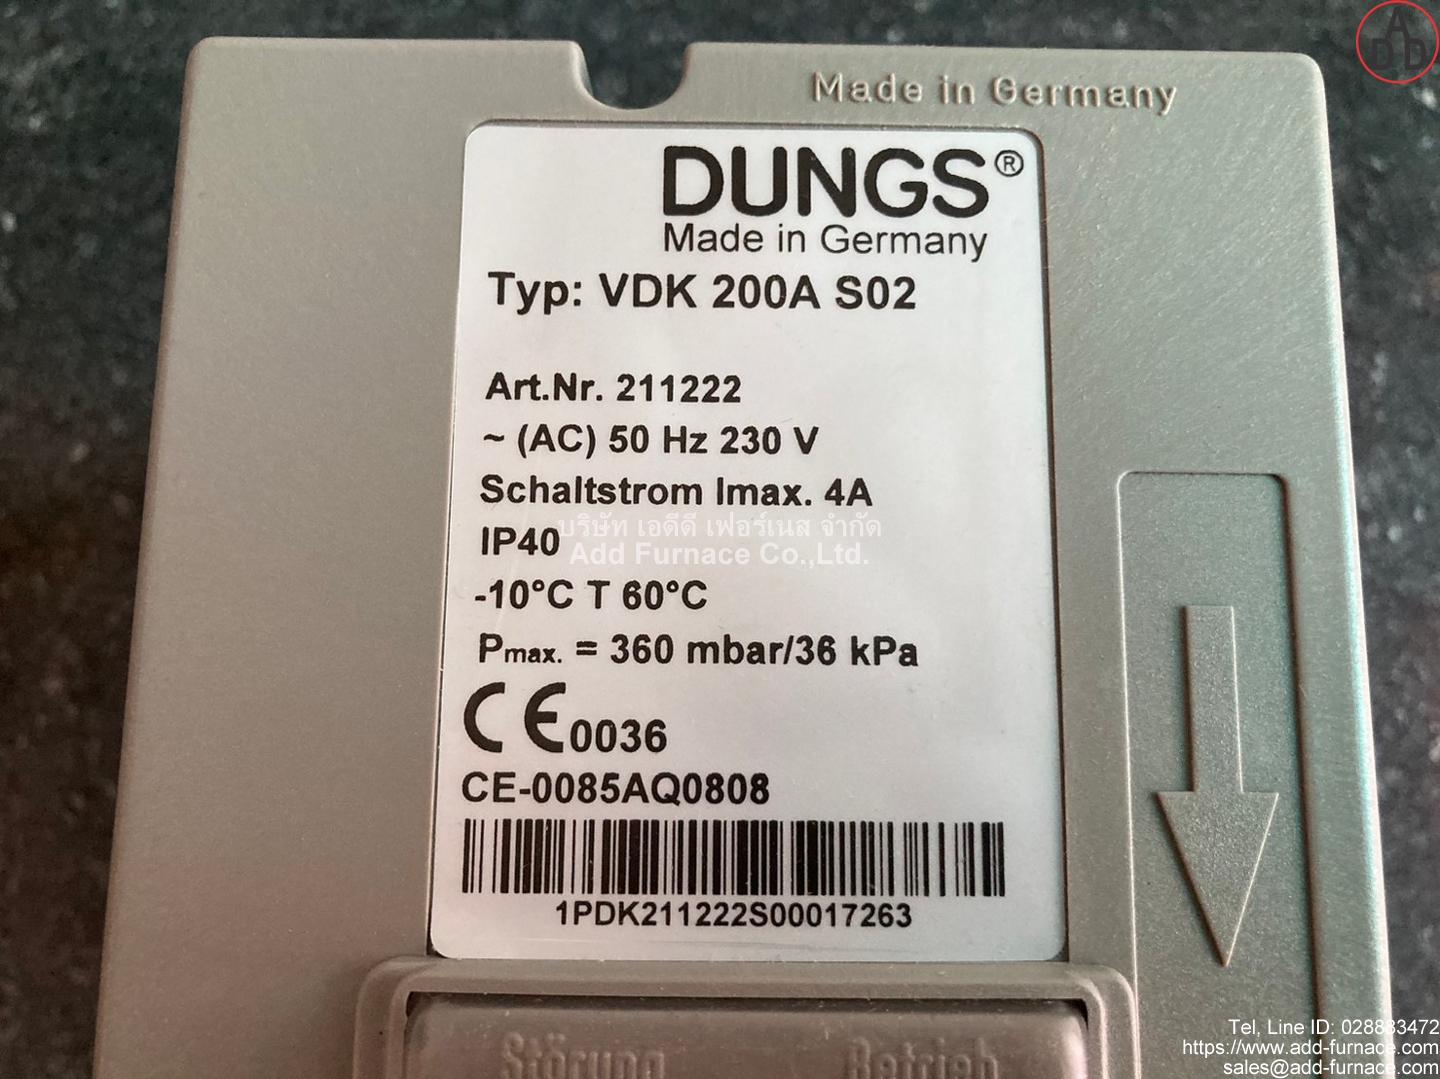 ADD
Made in Germany
DUNGS®
Made in Germany
Typ: VDK 200A S02
Art.Nr. 211222
~ (AC) 50 Hz 230 V
Schaltstrom Imax. 4A
บริษัท เอดีดี เฟอร์เนส จำกัด
IP40
Add Furnace Co.,Ltd.
-10°C T 60°C
Pmax. = 360 mbar/36 kPa
CE0036
CE-0085AQ0808
1PDK211222S00017263
Störung Betrieb
Tel, Line ID: 028883472
https://www.add-furnace.com
sales@add-furnace.com